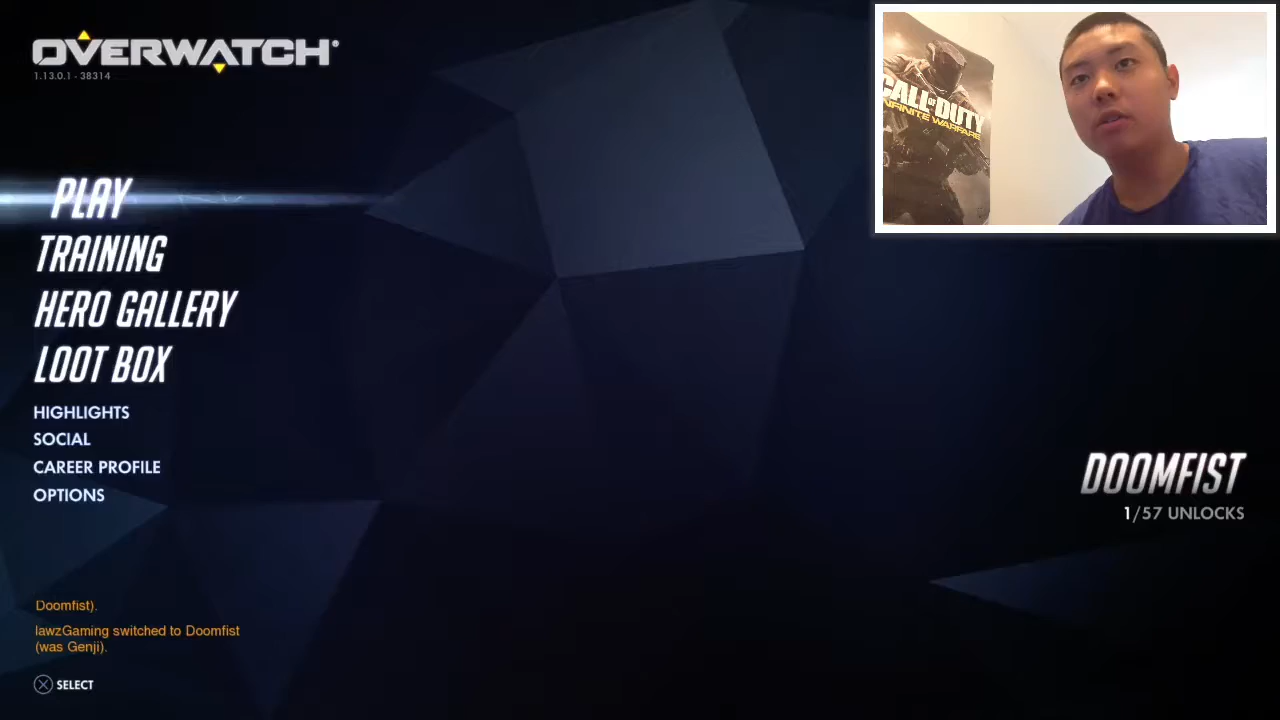 OVERWATCH
1.13.0.1 - 38314
PLAY
TRAINING
HERO GALLERY
LOOT BOX
HIGHLIGHTS
SOCIAL
CAREER PROFILE
OPTIONS
Doomfist).
lawzGaming switched to Doomfist
(was Genji).
SELECT
CALL OF DUTY
INFINITE WARFARE
DOOMFIST
1/57 UNLOCKS